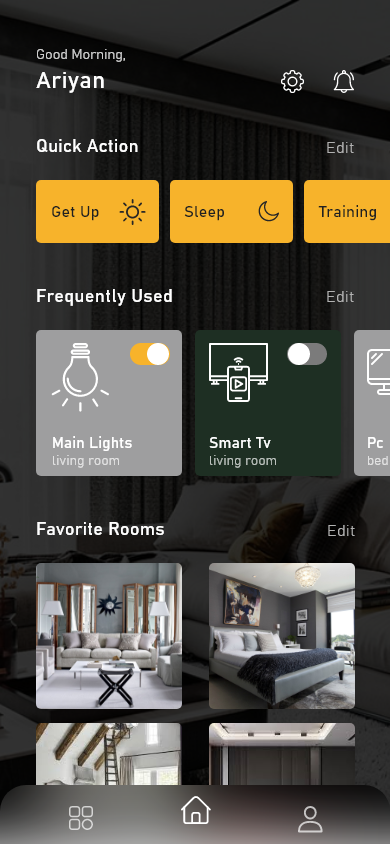 Good Morning,
Ariyan
Quick Action
Edit
Get Up
Sleep
Training
Frequently Used
Edit
Main Lights
living room
Smart Tv
living room
Pc
bed
Favorite Rooms
Edit